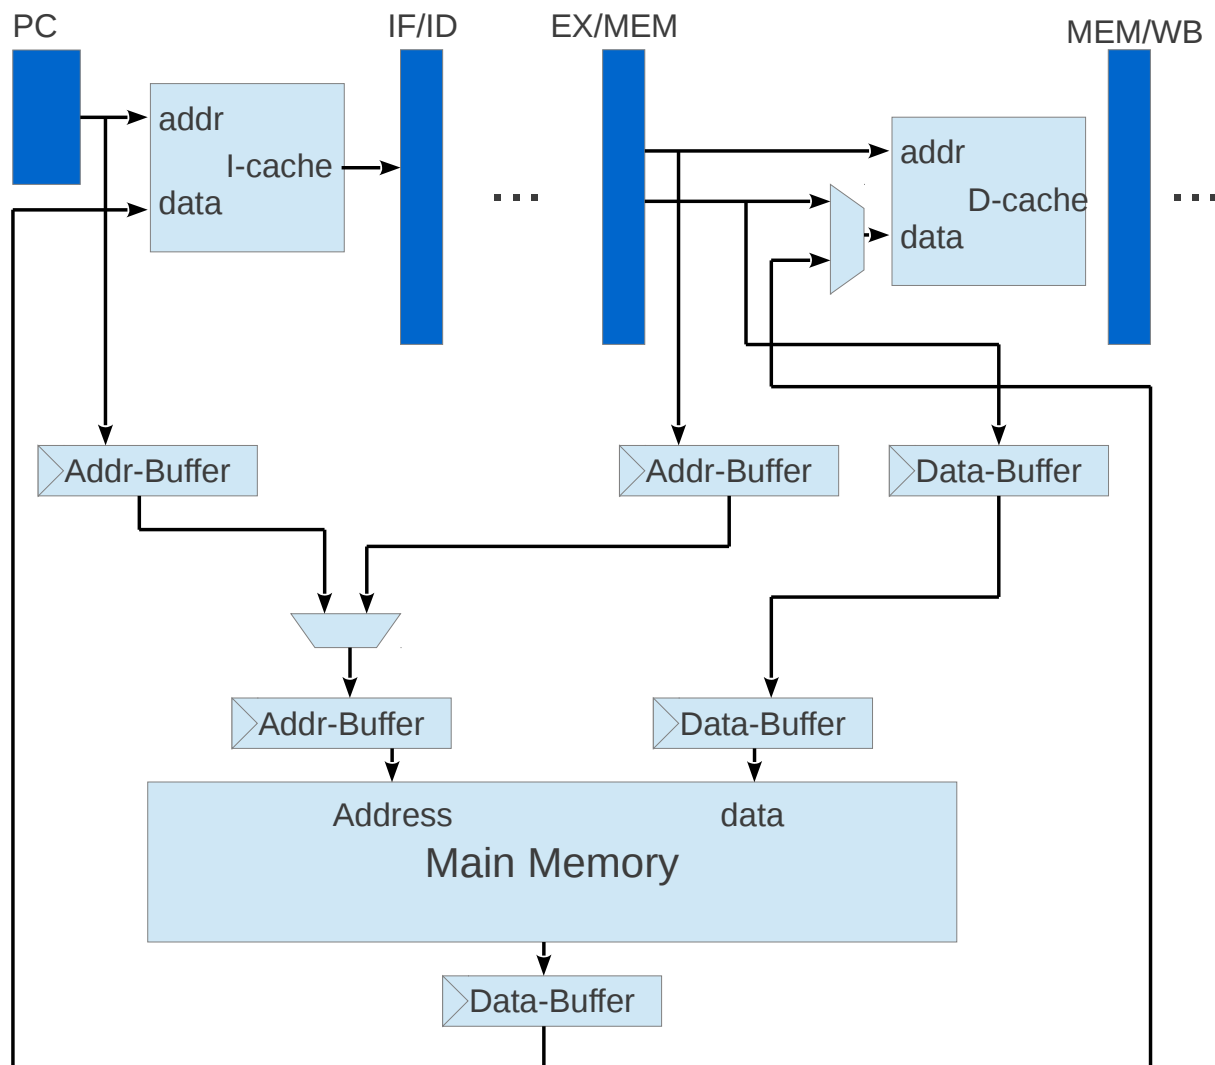 PC
IF/ID
EX/MEM
MEM/WB
addr
I-cache
data
...
addr
D-cache
data
...
Addr-Buffer
Addr-Buffer
Data-Buffer
Addr-Buffer
Data-Buffer
Address
data
Main Memory
Data-Buffer